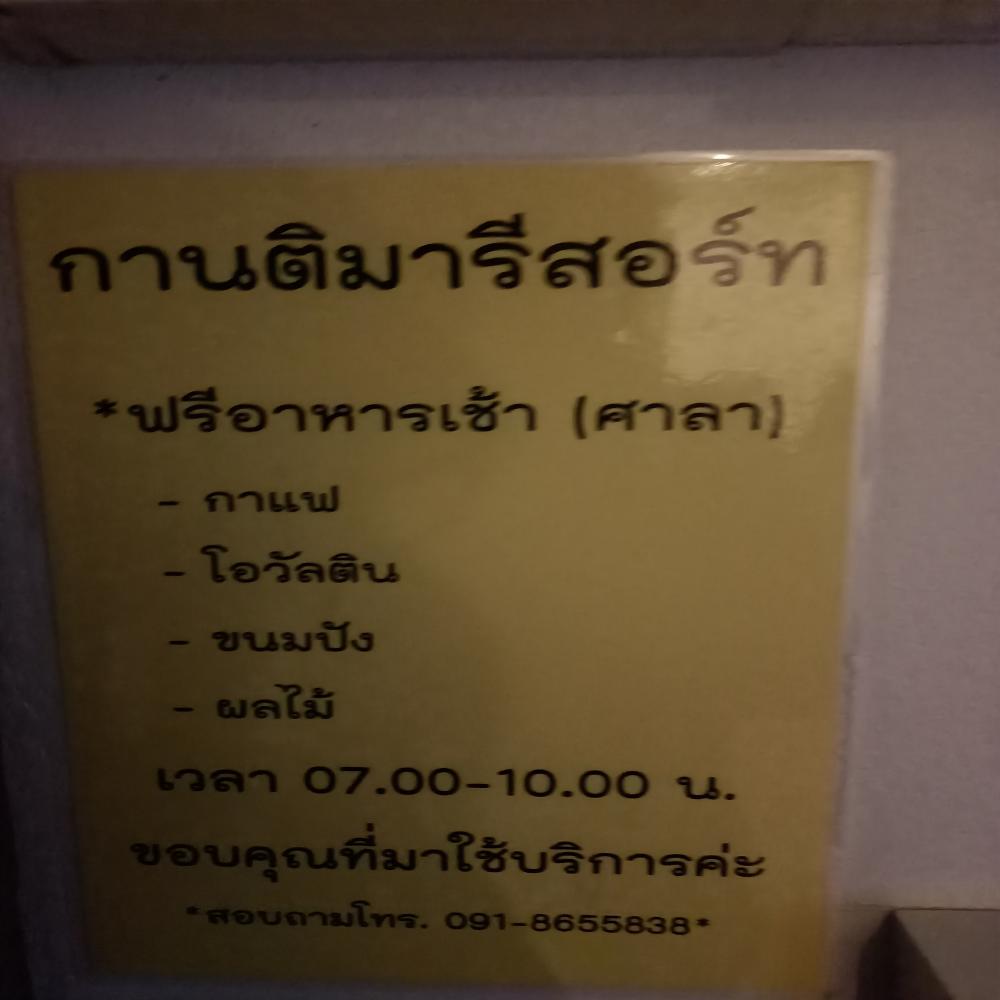 กานติมารีสอร์ท
*ฟรีอาหารเช้า (ศาลา)
- กาแฟ
- โอวัลติน
- ขนมปัง
- ผลไม้
เวลา 07.00-10.00 น.
ขอบคุณที่มาใช้บริการค่ะ
*สอบถามโทร. 091-8655838*